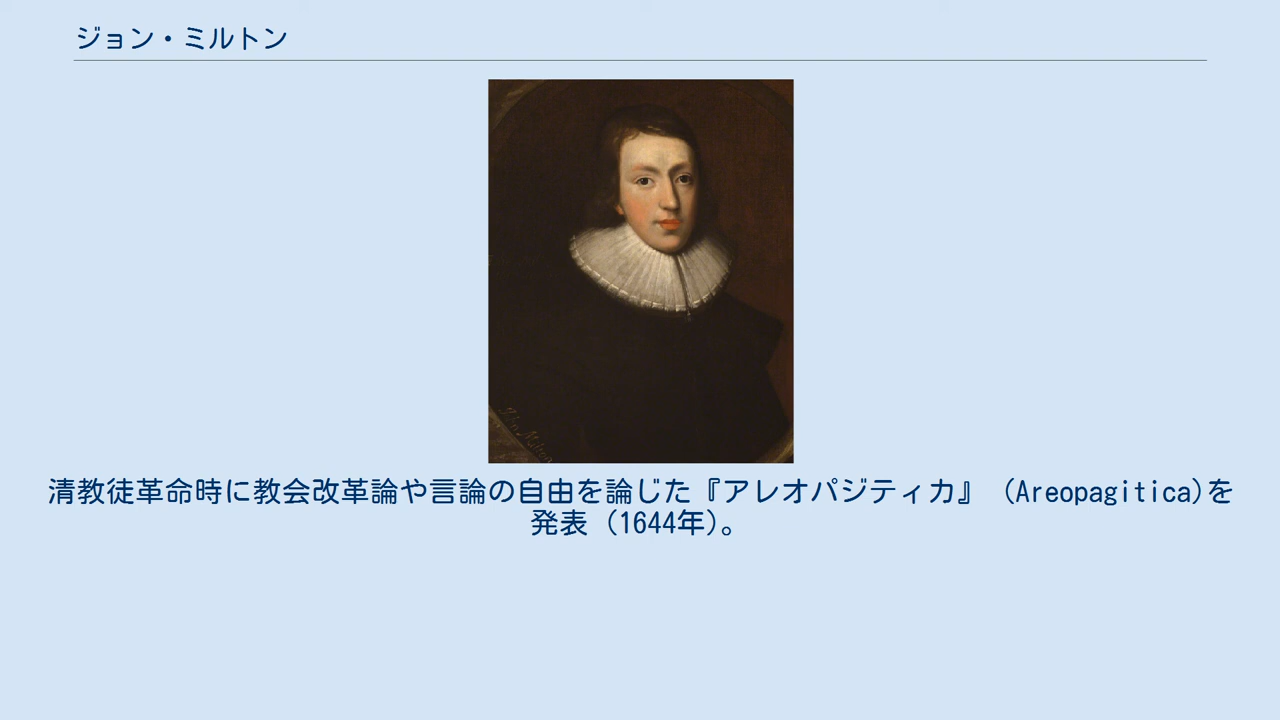 ジョン・ミルトン
John Milton
清教徒革命時に教会改革論や言論の自由を論じた『アレオパジティカ』 (Areopagitica)を
発表 (1644年)。